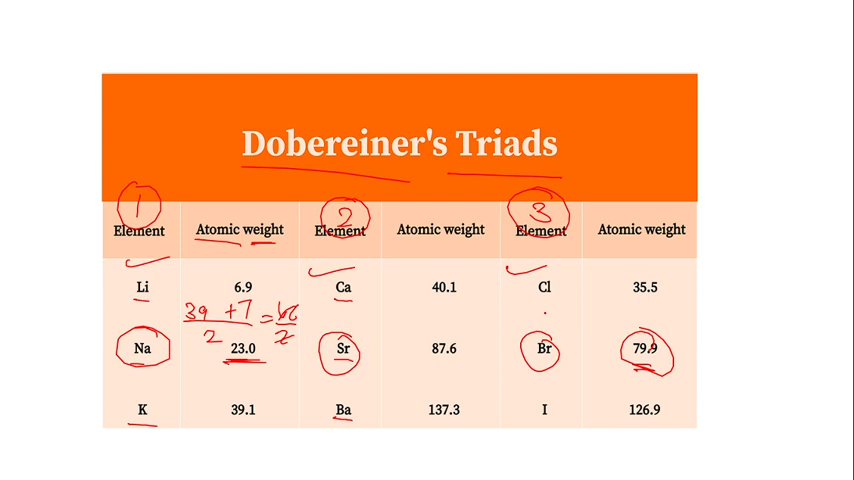 Dobereiner's Triads
1 2 3
Element Atomic weight Element Atomic weight Element Atomic weight
Li 6.9 Ca 40.1 Cl 35.5
39 + 7 =
2 2
Na 23.0 Sr 87.6 Br 79.9
K 39.1 Ba 137.3 I 126.9